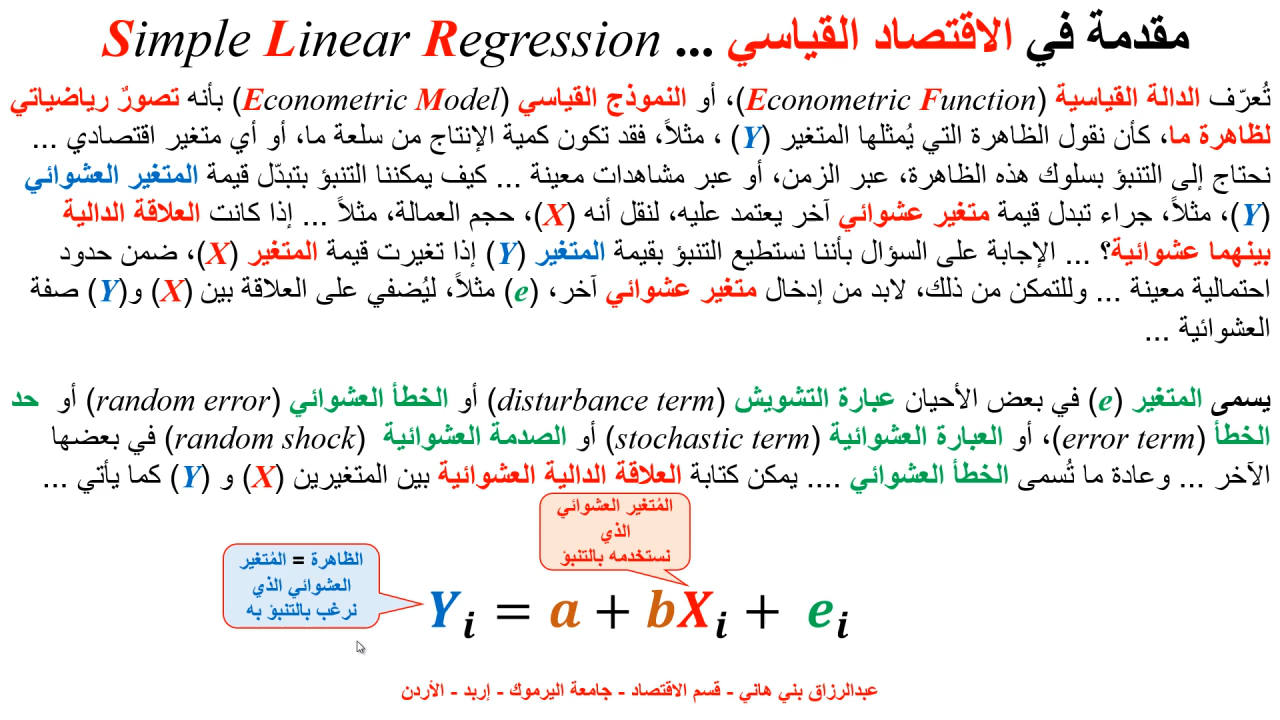 مقدمة في الاقتصاد القياسي ... Simple Linear Regression
تُعرّف الدالة القياسية (Econometric Function)، أو النموذج القياسي (Econometric Model) بأنه تصورٌ رياضياتي
لظاهرة ما، كأن نقول الظاهرة التي يُمثلها المتغير (Y) ، مثلاً، فقد تكون كمية الإنتاج من سلعة ما، أو أي متغير اقتصادي ...
نحتاج إلى التنبؤ بسلوك هذه الظاهرة، عبر الزمن، أو عبر مشاهدات معينة ... كيف يمكننا التنبؤ بتبدّل قيمة المتغير العشوائي
(Y)، مثلاً، جراء تبدل قيمة متغير عشوائي آخر يعتمد عليه، لنقل أنه (X)، حجم العمالة، مثلاً ... إذا كانت العلاقة الدالية
بينهما عشوائية؟ ... الإجابة على السؤال بأننا نستطيع التنبؤ بقيمة المتغير (Y) إذا تغيرت قيمة المتغير (X)، ضمن حدود
احتمالية معينة ... وللتمكن من ذلك، لابد من إدخال متغير عشوائي آخر، (e) مثلاً، ليُضفي على العلاقة بين (X) و(Y) صفة
العشوائية ...
يسمى المتغير (e) في بعض الأحيان عبارة التشويش (disturbance term) أو الخطأ العشوائي (random error) أو حد
الخطأ (error term)، أو العبارة العشوائية (stochastic term) أو الصدمة العشوائية (random shock) في بعضها
الآخر ... وعادة ما تُسمى الخطأ العشوائي .... يمكن كتابة العلاقة الدالية العشوائية بين المتغيرين (X) و (Y) كما يأتي ...
المُتغير العشوائي
الذي
نستخدمه بالتنبؤ
الظاهرة = المُتغير
العشوائي الذي
نرغب بالتنبؤ به
Yᵢ = a + bXᵢ + eᵢ
عبدالرزاق بني هاني - قسم الاقتصاد - جامعة اليرموك - إربد - الأردن